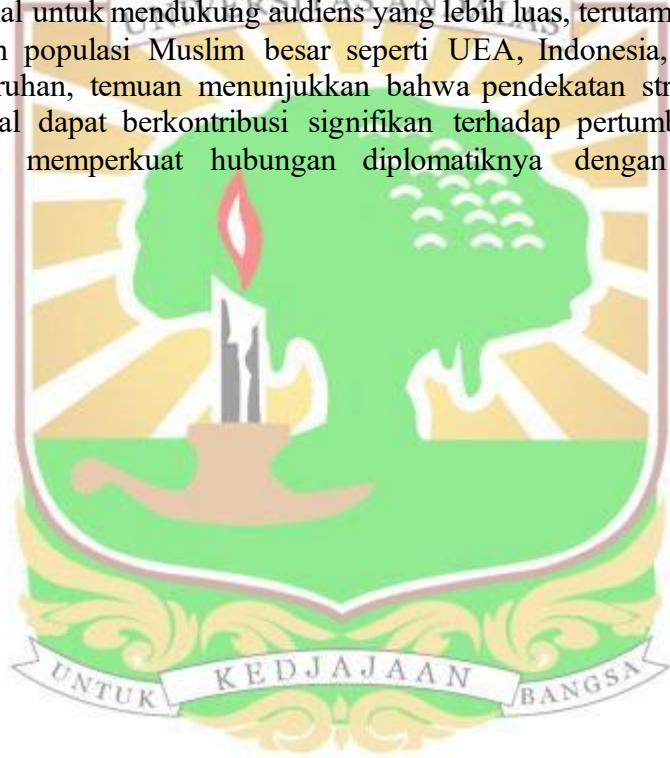 al untuk mendukung audiens yang lebih luas, terutam
populasi Muslim besar seperti UEA, Indonesia,
ruhan, temuan menunjukkan bahwa pendekatan str
al dapat berkontribusi signifikan terhadap pertumb
memperkuat hubungan diplomatiknya dengan
UNTUK KEDJAJAAN BANGSA